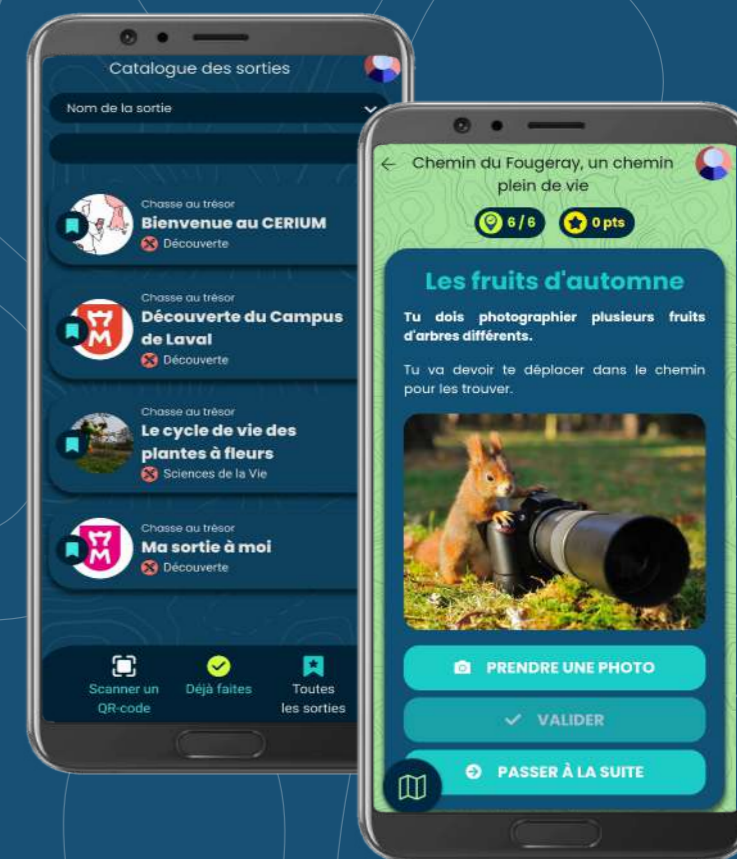 Catalogue des sorties
Nom de la sortie
Chasse au trésor
Bienvenue au CERIUM
Découverte
Chasse au trésor
Découverte du Campus
de Laval
Découverte
Chasse au trésor
Le cycle de vie des
plantes à fleurs
Sciences de la Vie
Chasse au trésor
Ma sortie à moi
Découverte
Scanner un
QR-code
Déjà faites
Toutes
les sorties
Chemin du Fougeray, un chemin
plein de vie
6/6
0 pts
Les fruits d'automne
Tu dois photographier plusieurs fruits
d'arbres différents.
Tu va devoir te déplacer dans le chemin
pour les trouver.
PRENDRE UNE PHOTO
VALIDER
PASSER À LA SUITE